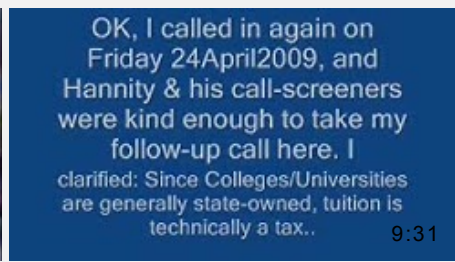 OK, I called in again on
Friday 24April2009, and
Hannity & his call-screeners
were kind enough to take my
follow-up call here. I
clarified: Since Colleges/Universities
are generally state-owned, tuition is
technically a tax..
9:31